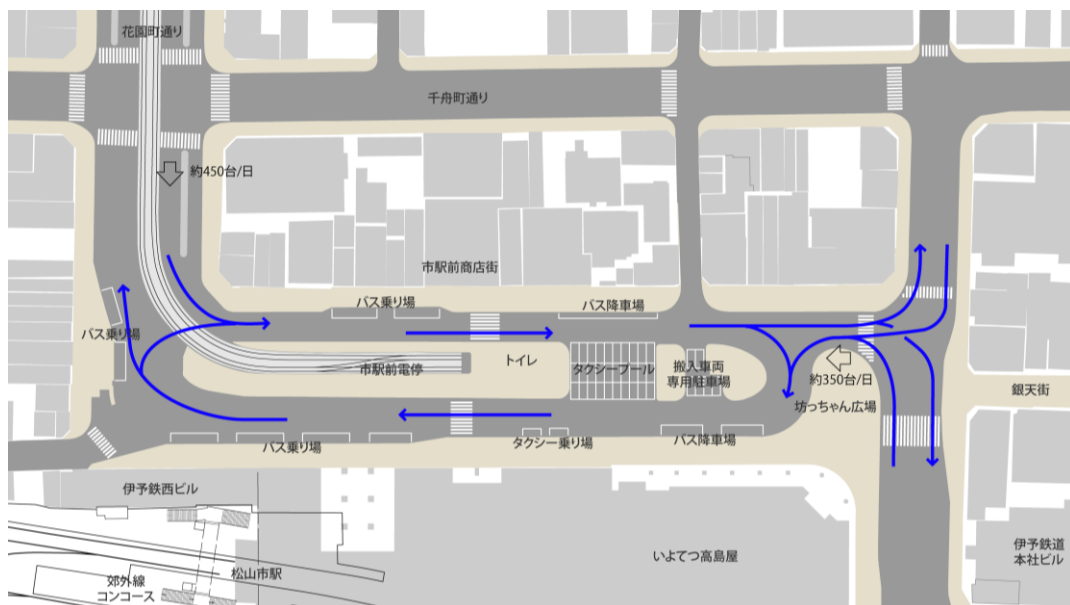 花園町通り
千舟町通り
約450台/日
市駅前商店街
バス乗り場
バス降車場
バス乗り場
市駅前電停
トイレ
タクシープール
搬入車両
専用駐車場
約350台/日
坊っちゃん広場
銀天街
バス乗り場
タクシー乗り場
バス降車場
伊予鉄西ビル
いよてつ高島屋
伊予鉄道
本社ビル
松山市駅
郊外線
コンコース